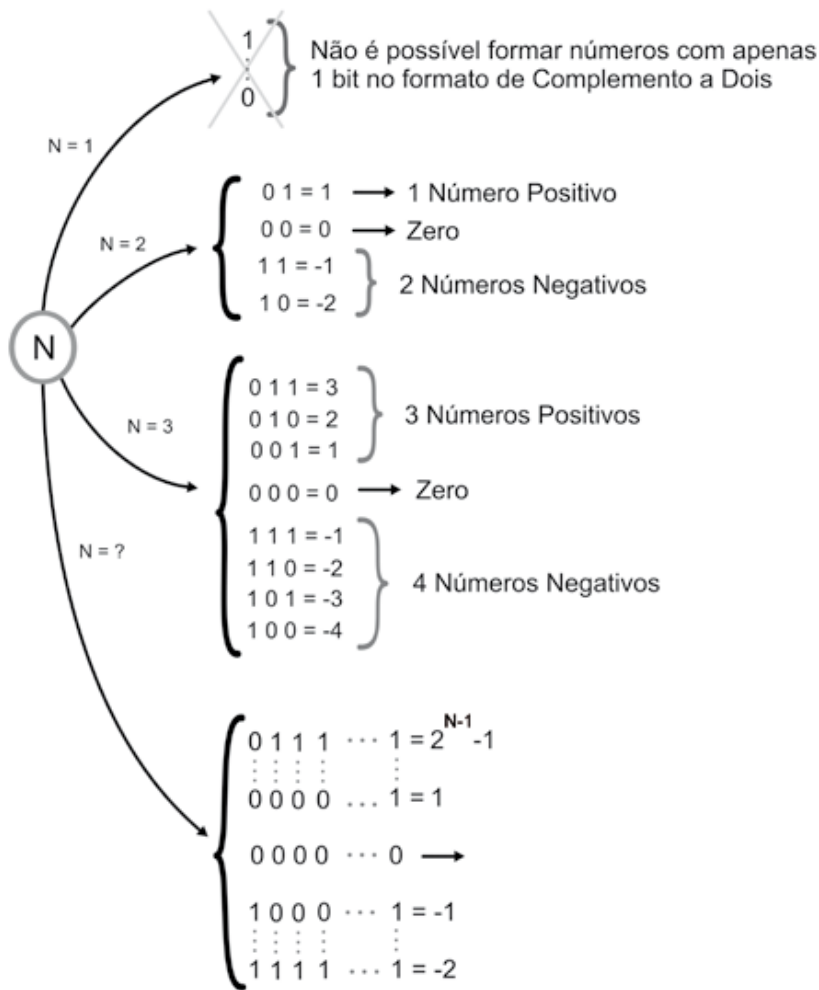 1
0
Não é possível formar números com apenas
1 bit no formato de Complemento a Dois
N = 1
N = 2
0 1 = 1 → 1 Número Positivo
0 0 = 0 → Zero
1 1 = -1
1 0 = -2
2 Números Negativos
N
N = 3
0 1 1 = 3
0 1 0 = 2
0 0 1 = 1
3 Números Positivos
0 0 0 = 0 → Zero
N = ?
1 1 1 = -1
1 1 0 = -2
1 0 1 = -3
1 0 0 = -4
4 Números Negativos
0 1 1 1 ... 1 = 2^N-1 -1
0 0 0 0 ... 1 = 1
0 0 0 0 ... 0 →
1 0 0 0 ... 1 = -1
1 1 1 1 ... 1 = -2